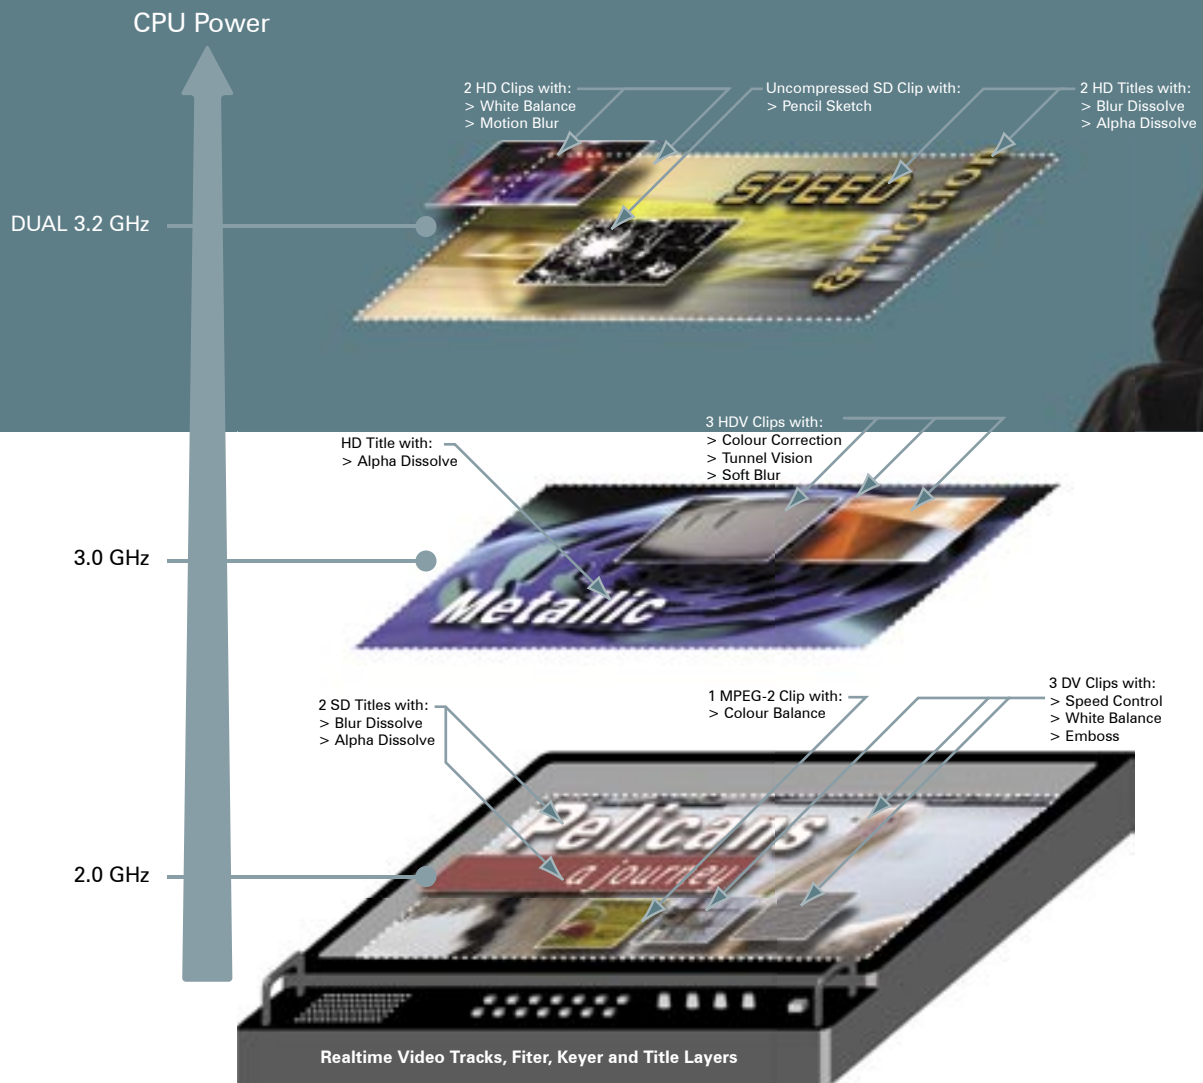 CPU Power
2 HD Clips with:
> White Balance
> Motion Blur
Uncompressed SD Clip with:
> Pencil Sketch
2 HD Titles with:
> Blur Dissolve
> Alpha Dissolve
SPEED
& motion
DUAL 3.2 GHz
HD Title with:
> Alpha Dissolve
3 HDV Clips with:
> Colour Correction
> Tunnel Vision
> Soft Blur
3.0 GHz
Metallic
2 SD Titles with:
> Blur Dissolve
> Alpha Dissolve
1 MPEG-2 Clip with:
> Colour Balance
3 DV Clips with:
> Speed Control
> White Balance
> Emboss
Pelicans
a journey
2.0 GHz
Realtime Video Tracks, Fiter, Keyer and Title Layers